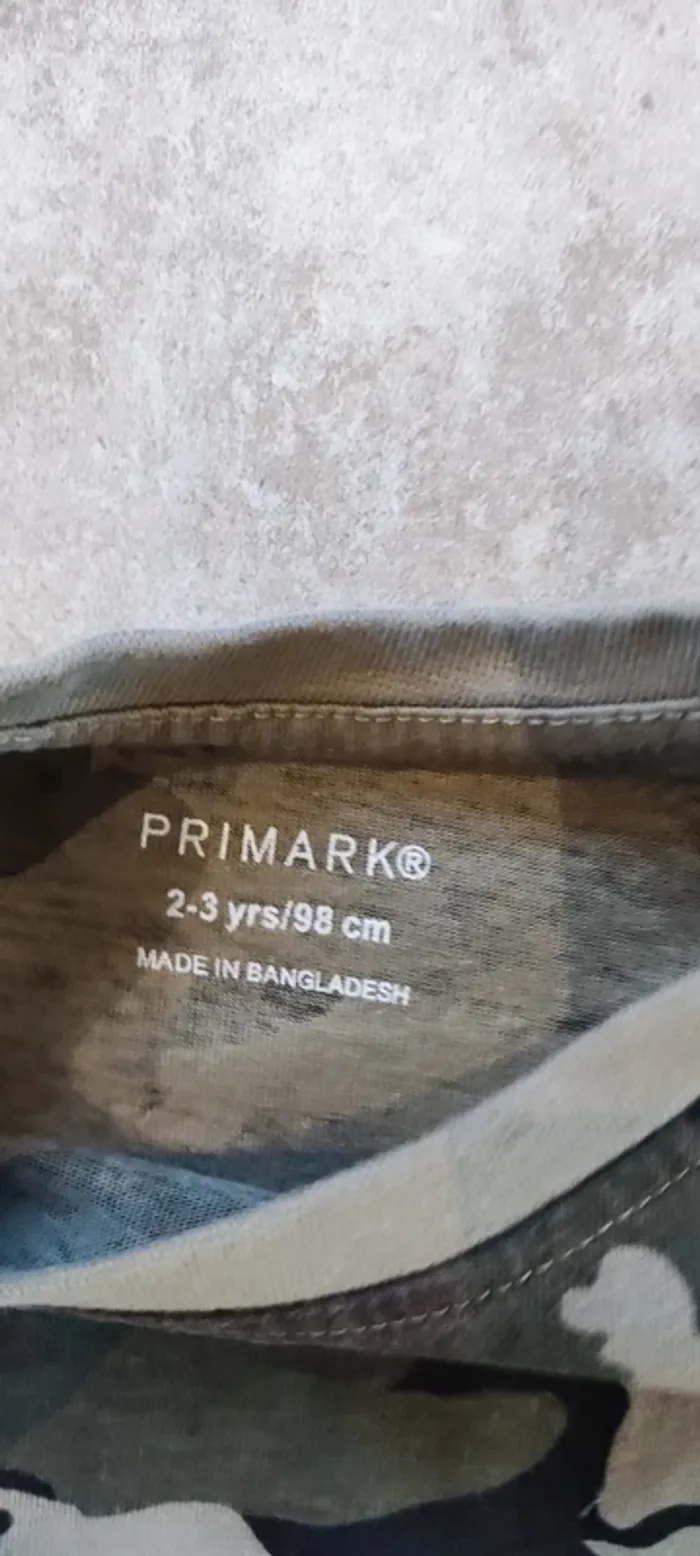 PRIMARK®
2-3 yrs/98 cm
MADE IN BANGLADESH